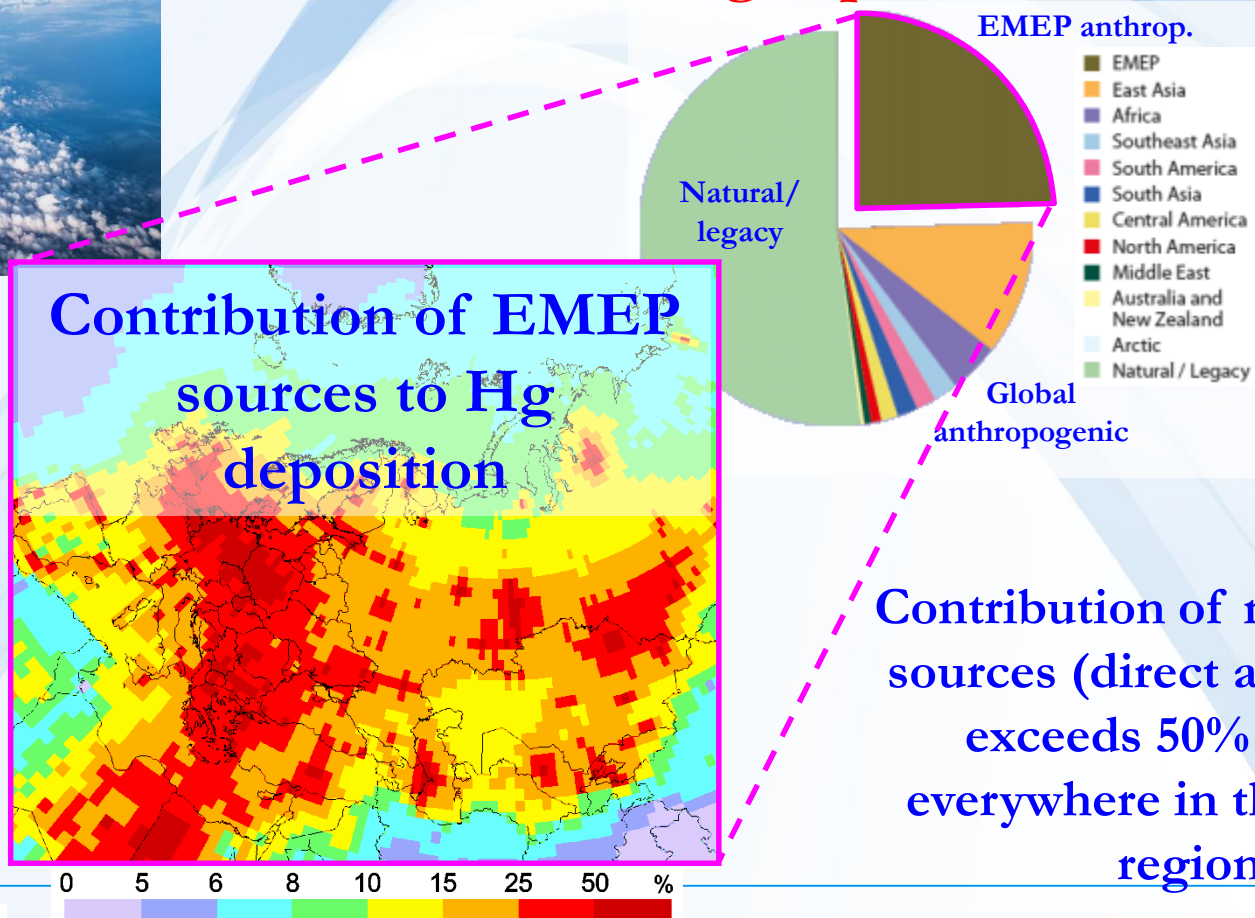 EMEP anthrop.
EMEP
East Asia
Africa
Southeast Asia
South America
South Asia
Central America
North America
Middle East
Australia and
New Zealand
Arctic
Natural / Legacy
Natural/
legacy
Global
anthropogenic
Contribution of EMEP
sources to Hg
deposition
Contribution of
sources (direct
exceeds 50%
everywhere in
region
0 5 6 8 10 15 25 50 %